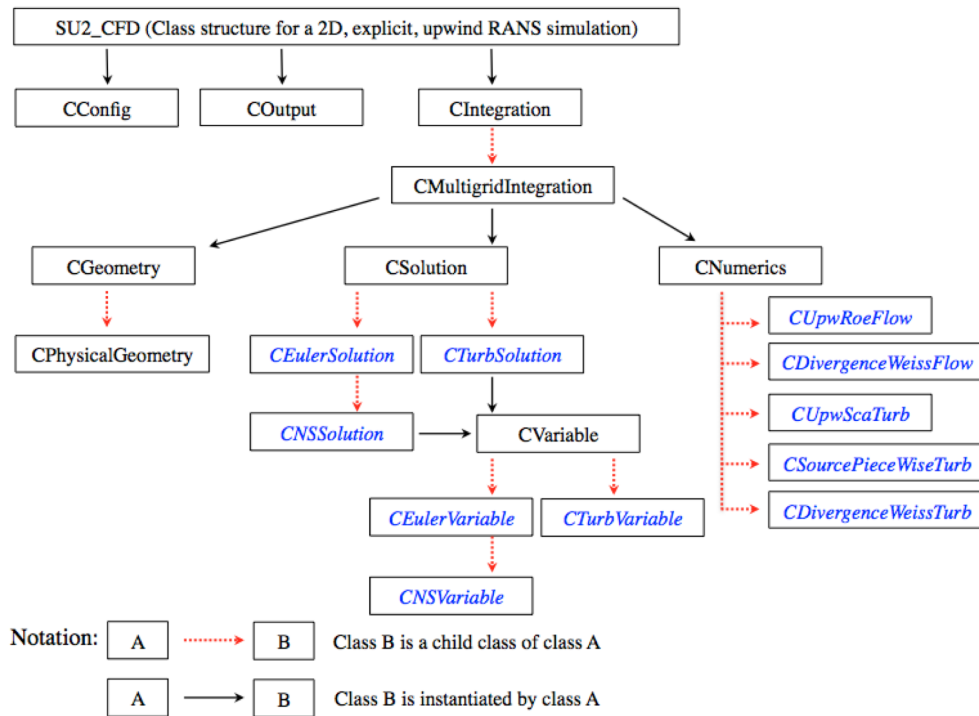 SU2_CFD (Class structure for a 2D, explicit, upwind RANS simulation)
CConfig
COutput
CIntegration
CMultigridIntegration
CGeometry
CSolution
CNumerics
CPhysicalGeometry
CEulerSolution
CTurbSolution
CUpwRoeFlow
CDivergenceWeissFlow
CNSSolution
CVariable
CUpwScaTurb
CSourcePieceWiseTurb
CEulerVariable
CTurbVariable
CDivergenceWeissTurb
CNSVariable
Notation: A B Class B is a child class of class A
A B Class B is instantiated by class A